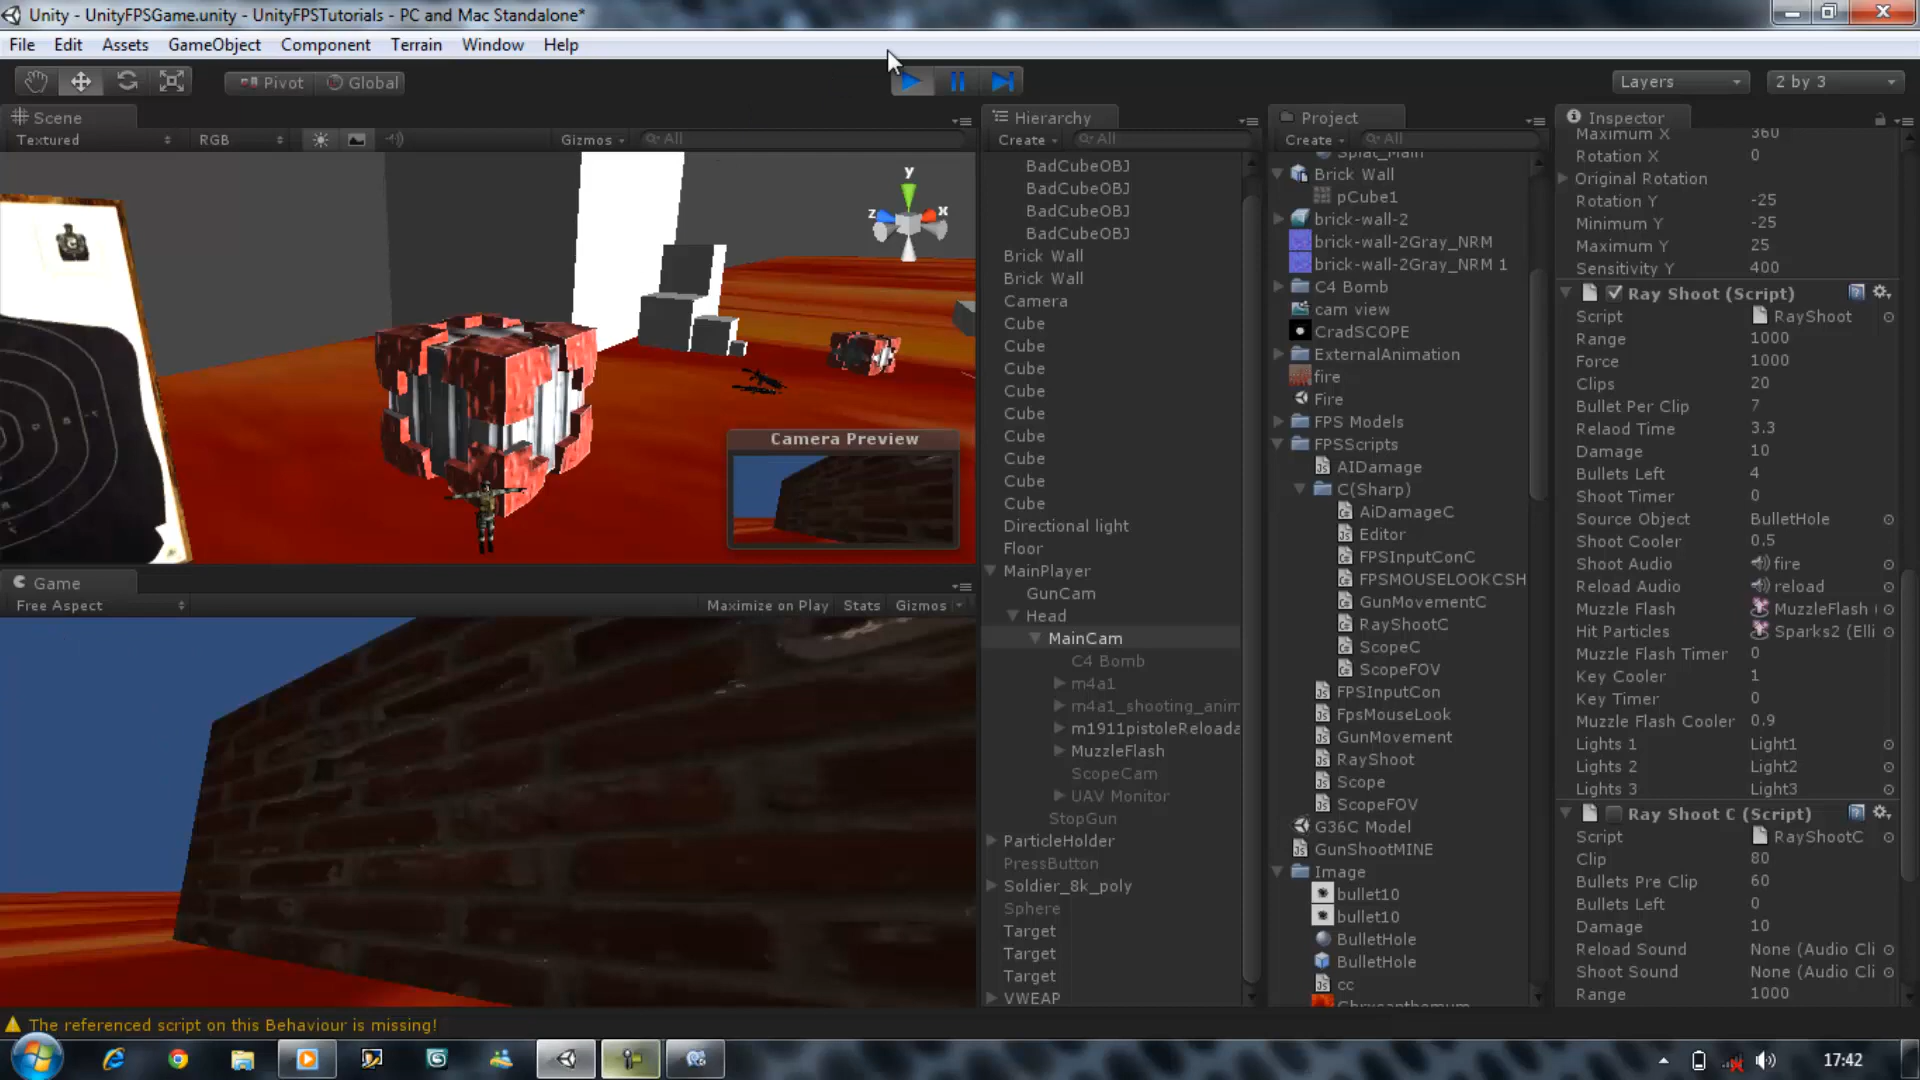 Unity - UnityFPSGame.unity - UnityFPSTutorials - PC and Mac Standalone*
File Edit Assets GameObject Component Terrain Window Help
Pivot Global
Layers 2 by 3
Scene
Textured RGB Gizmos All
y
z x
Camera Preview
Game
Free Aspect Maximize on Play Stats Gizmos
Hierarchy
Create All
BadCubeOBJ
BadCubeOBJ
BadCubeOBJ
BadCubeOBJ
Brick Wall
Brick Wall
Camera
Cube
Cube
Cube
Cube
Cube
Cube
Cube
Cube
Cube
Directional light
Floor
MainPlayer
GunCam
Head
MainCam
C4 Bomb
m4a1
m4a1_shooting_anim
m1911pistoleReloada
MuzzleFlash
ScopeCam
UAV Monitor
StopGun
ParticleHolder
PressButton
Soldier_8k_poly
Sphere
Target
Target
Target
VWEAP
Project
Create All
Splat_Main
Brick Wall
pCube1
brick-wall-2
brick-wall-2Gray_NRM
brick-wall-2Gray_NRM 1
C4 Bomb
cam view
CradSCOPE
ExternalAnimation
fire
Fire
FPS Models
FPSScripts
AIDamage
C(Sharp)
AiDamageC
Editor
FPSInputConC
FPSMOUSELOOKCSH
GunMovementC
RayShootC
ScopeC
ScopeFOV
FPSInputCon
FpsMouseLook
GunMovement
RayShoot
Scope
ScopeFOV
G36C Model
GunShootMINE
Image
bullet10
bullet10
BulletHole
BulletHole
cc
Chrysanthemum
Inspector
Maximum X 360
Rotation X 0
Original Rotation
Rotation Y -25
Minimum Y -25
Maximum Y 25
Sensitivity Y 400
Ray Shoot (Script)
Script RayShoot
Range 1000
Force 1000
Clips 20
Bullet Per Clip 7
Relaod Time 3.3
Damage 10
Bullets Left 4
Shoot Timer 0
Source Object BulletHole
Shoot Cooler 0.5
Shoot Audio fire
Reload Audio reload
Muzzle Flash MuzzleFlash (
Hit Particles Sparks2 (Elli
Muzzle Flash Timer 0
Key Cooler 1
Key Timer 0
Muzzle Flash Cooler 0.9
Lights 1 Light1
Lights 2 Light2
Lights 3 Light3
Ray Shoot C (Script)
Script RayShootC
Clip 80
Bullets Pre Clip 60
Bullets Left 0
Damage 10
Reload Sound None (Audio Cli
Shoot Sound None (Audio Cli
Range 1000
The referenced script on this Behaviour is missing!
17:42